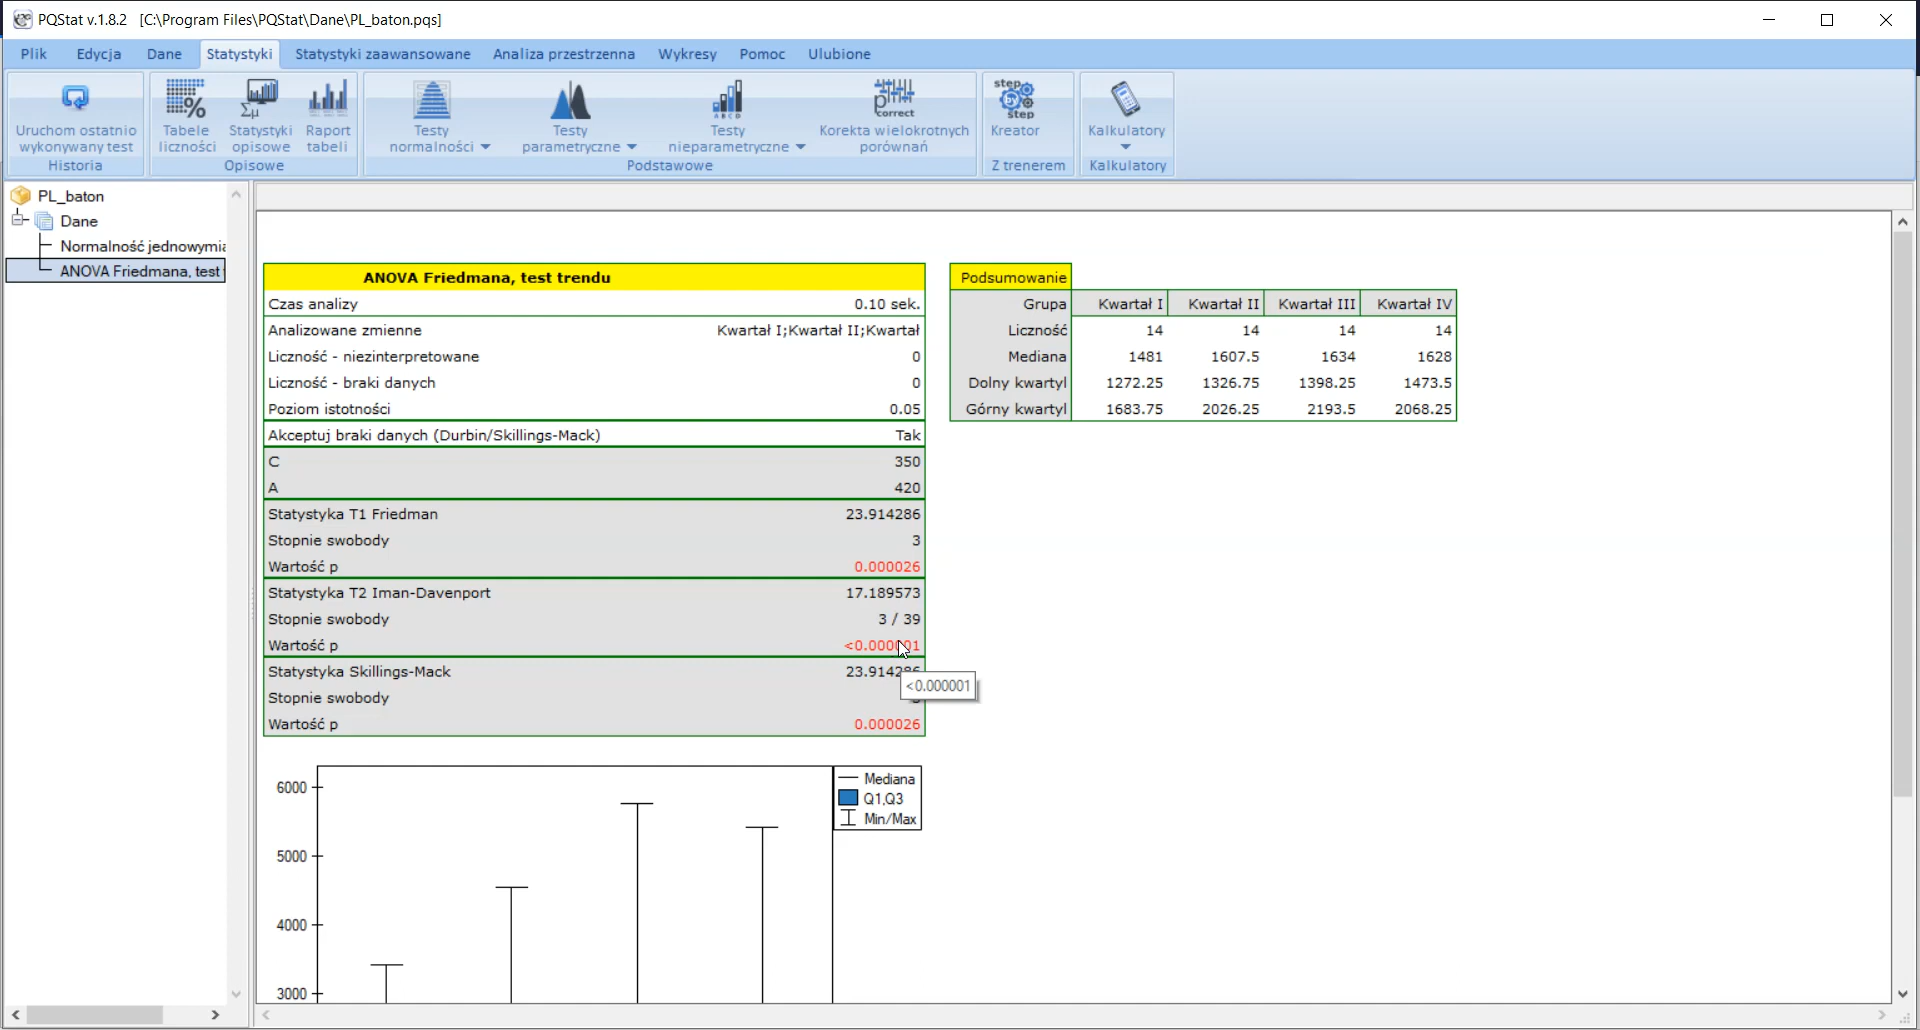 PQStat v.1.8.2 [C:\Program Files\PQStat\Dane\PL_baton.pqs]
Plik Edycja Dane Statystyki Statystyki zaawansowane Analiza przestrzenna Wykresy Pomoc Ulubione
Uruchom ostatnio
wykonywany test
Historia
Tabele
liczności
Statystyki
opisowe
Raport
tabeli
Opisowe
Testy
normalności
Testy
parametryczne
Testy
nieparametryczne
Korekta wielokrotnych
porównań
Podstawowe
Kreator
Z trenerem
Kalkulatory
Kalkulatory
PL_baton
Dane
Normalność jednowymia
ANOVA Friedmana, test
ANOVA Friedmana, test trendu
Czas analizy 0.10 sek.
Analizowane zmienne Kwartał I;Kwartał II;Kwartał
Liczność - niezinterpretowane 0
Liczność - braki danych 0
Poziom istotności 0.05
Akceptuj braki danych (Durbin/Skillings-Mack) Tak
C 350
A 420
Statystyka T1 Friedman 23.914286
Stopnie swobody 3
Wartość p 0.000026
Statystyka T2 Iman-Davenport 17.189573
Stopnie swobody 3 / 39
Wartość p <0.000001
Statystyka Skillings-Mack 23.914286
Stopnie swobody
Wartość p 0.000026
<0.000001
Podsumowanie
Grupa Kwartał I Kwartał II Kwartał III Kwartał IV
Liczność 14 14 14 14
Mediana 1481 1607.5 1634 1628
Dolny kwartyl 1272.25 1326.75 1398.25 1473.5
Górny kwartyl 1683.75 2026.25 2193.5 2068.25
6000
5000
4000
3000
Mediana
Q1,Q3
Min/Max